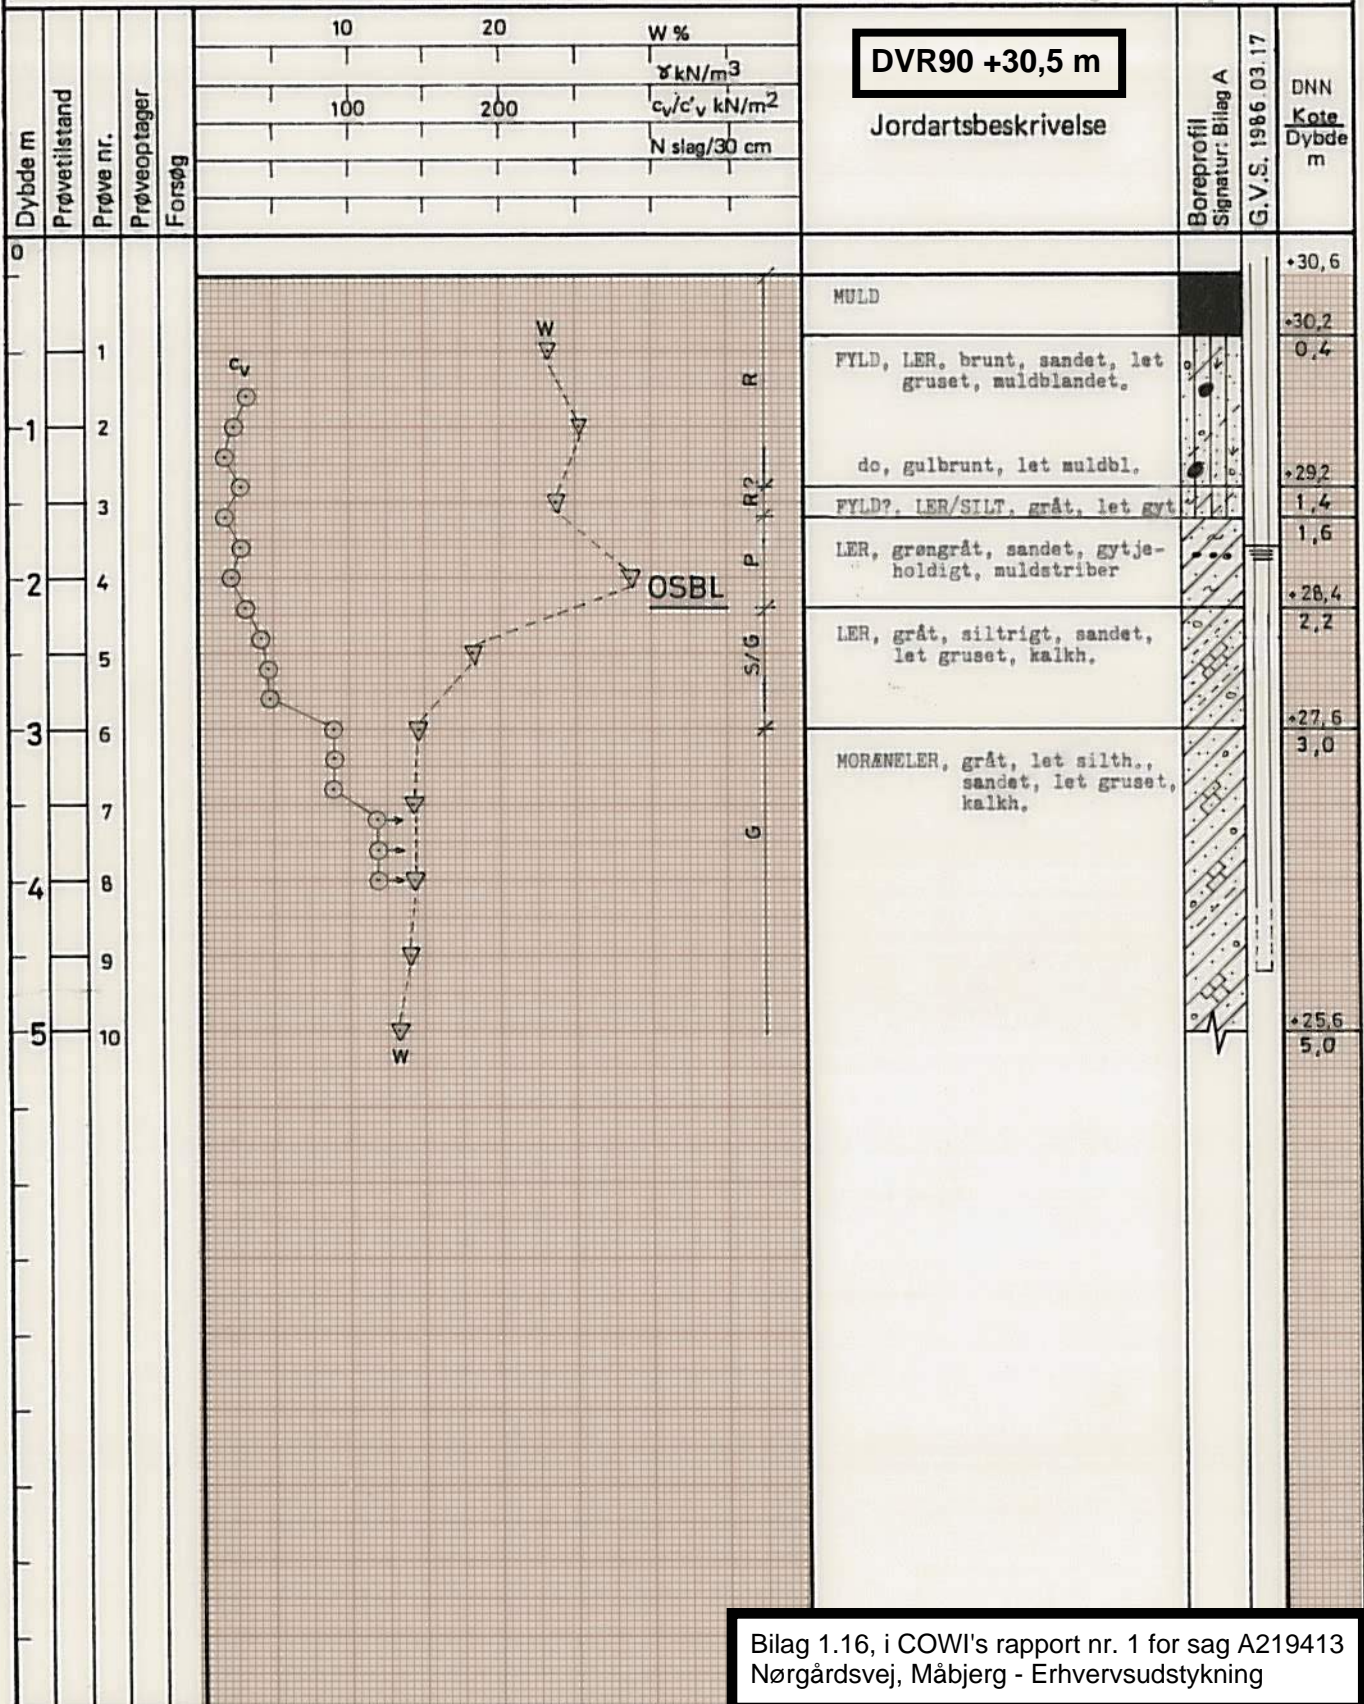 Dybde m
Prøvetilstand
Prøve nr.
Prøveoptager
Forsøg
10 20 W %
γ kN/m3
100 200 cv/c'v kN/m2
N slag/30 cm
DVR90 +30,5 m
Jordartsbeskrivelse
Boreprofil
Signatur: Bilag A
G.V.S. 1986.03.17
DNN
Kote
Dybde
m
0
+30,6
MULD
+30,2
W
1
0,4
cv
R
FYLD, LER, brunt, sandet, let
gruset, muldblandet.
1
2
do, gulbrunt, let muldbl.
+29,2
R?
3
FYLD?, LER/SILT, gråt, let gyt
1,4
1,6
P
LER, grøngråt, sandet, gytje-
holdigt, muldstriber
2
4
OSBL
+28,4
2,2
S/G
LER, gråt, siltrigt, sandet,
let gruset, kalkh.
5
+27,6
3
6
3,0
MORÆNELER, gråt, let silth.,
sandet, let gruset,
kalkh.
7
G
4
8
9
+25,6
5
10
5,0
W
Bilag 1.16, i COWI's rapport nr. 1 for sag A219413
Nørgårdsvej, Måbjerg - Erhvervsudstykning